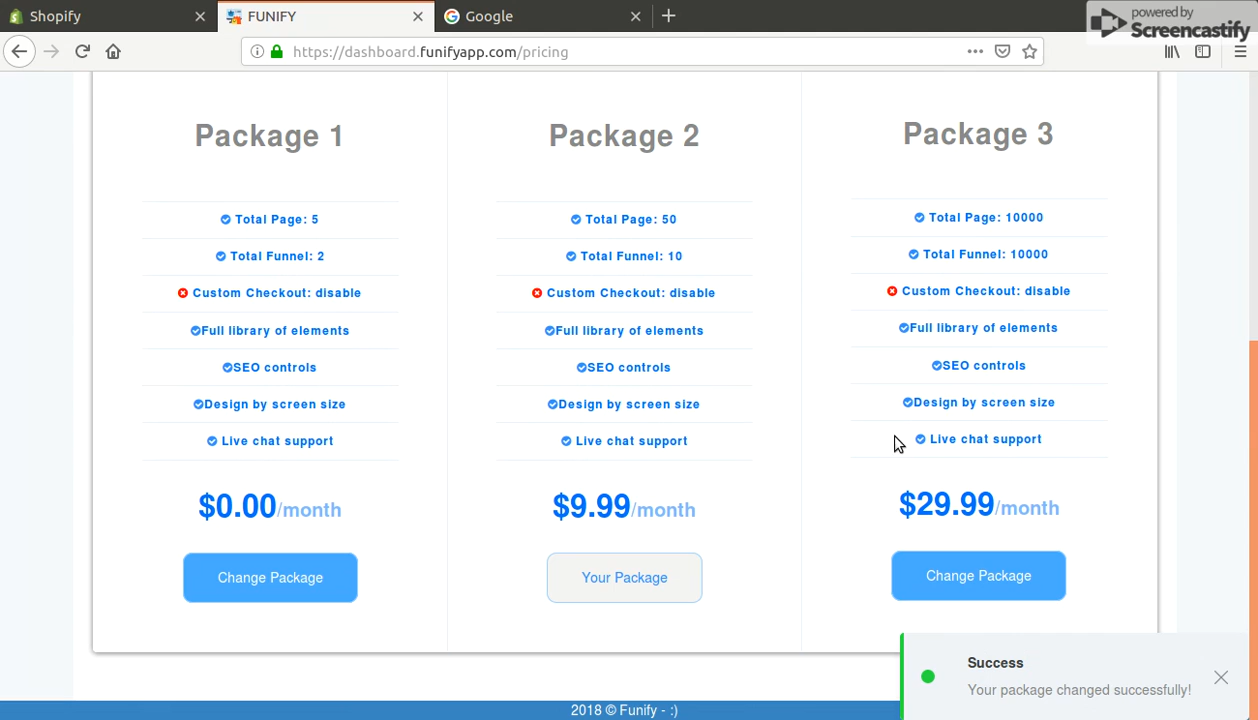 Shopify
FUNIFY
Google
powered by
Screencastify
https://dashboard.funifyapp.com/pricing
Package 1
Total Page: 5
Total Funnel: 2
Custom Checkout: disable
Full library of elements
SEO controls
Design by screen size
Live chat support
$0.00/month
Change Package
Package 2
Total Page: 50
Total Funnel: 10
Custom Checkout: disable
Full library of elements
SEO controls
Design by screen size
Live chat support
$9.99/month
Your Package
Package 3
Total Page: 10000
Total Funnel: 10000
Custom Checkout: disable
Full library of elements
SEO controls
Design by screen size
Live chat support
$29.99/month
Change Package
Success
Your package changed successfully!
2018 © Funify - :)